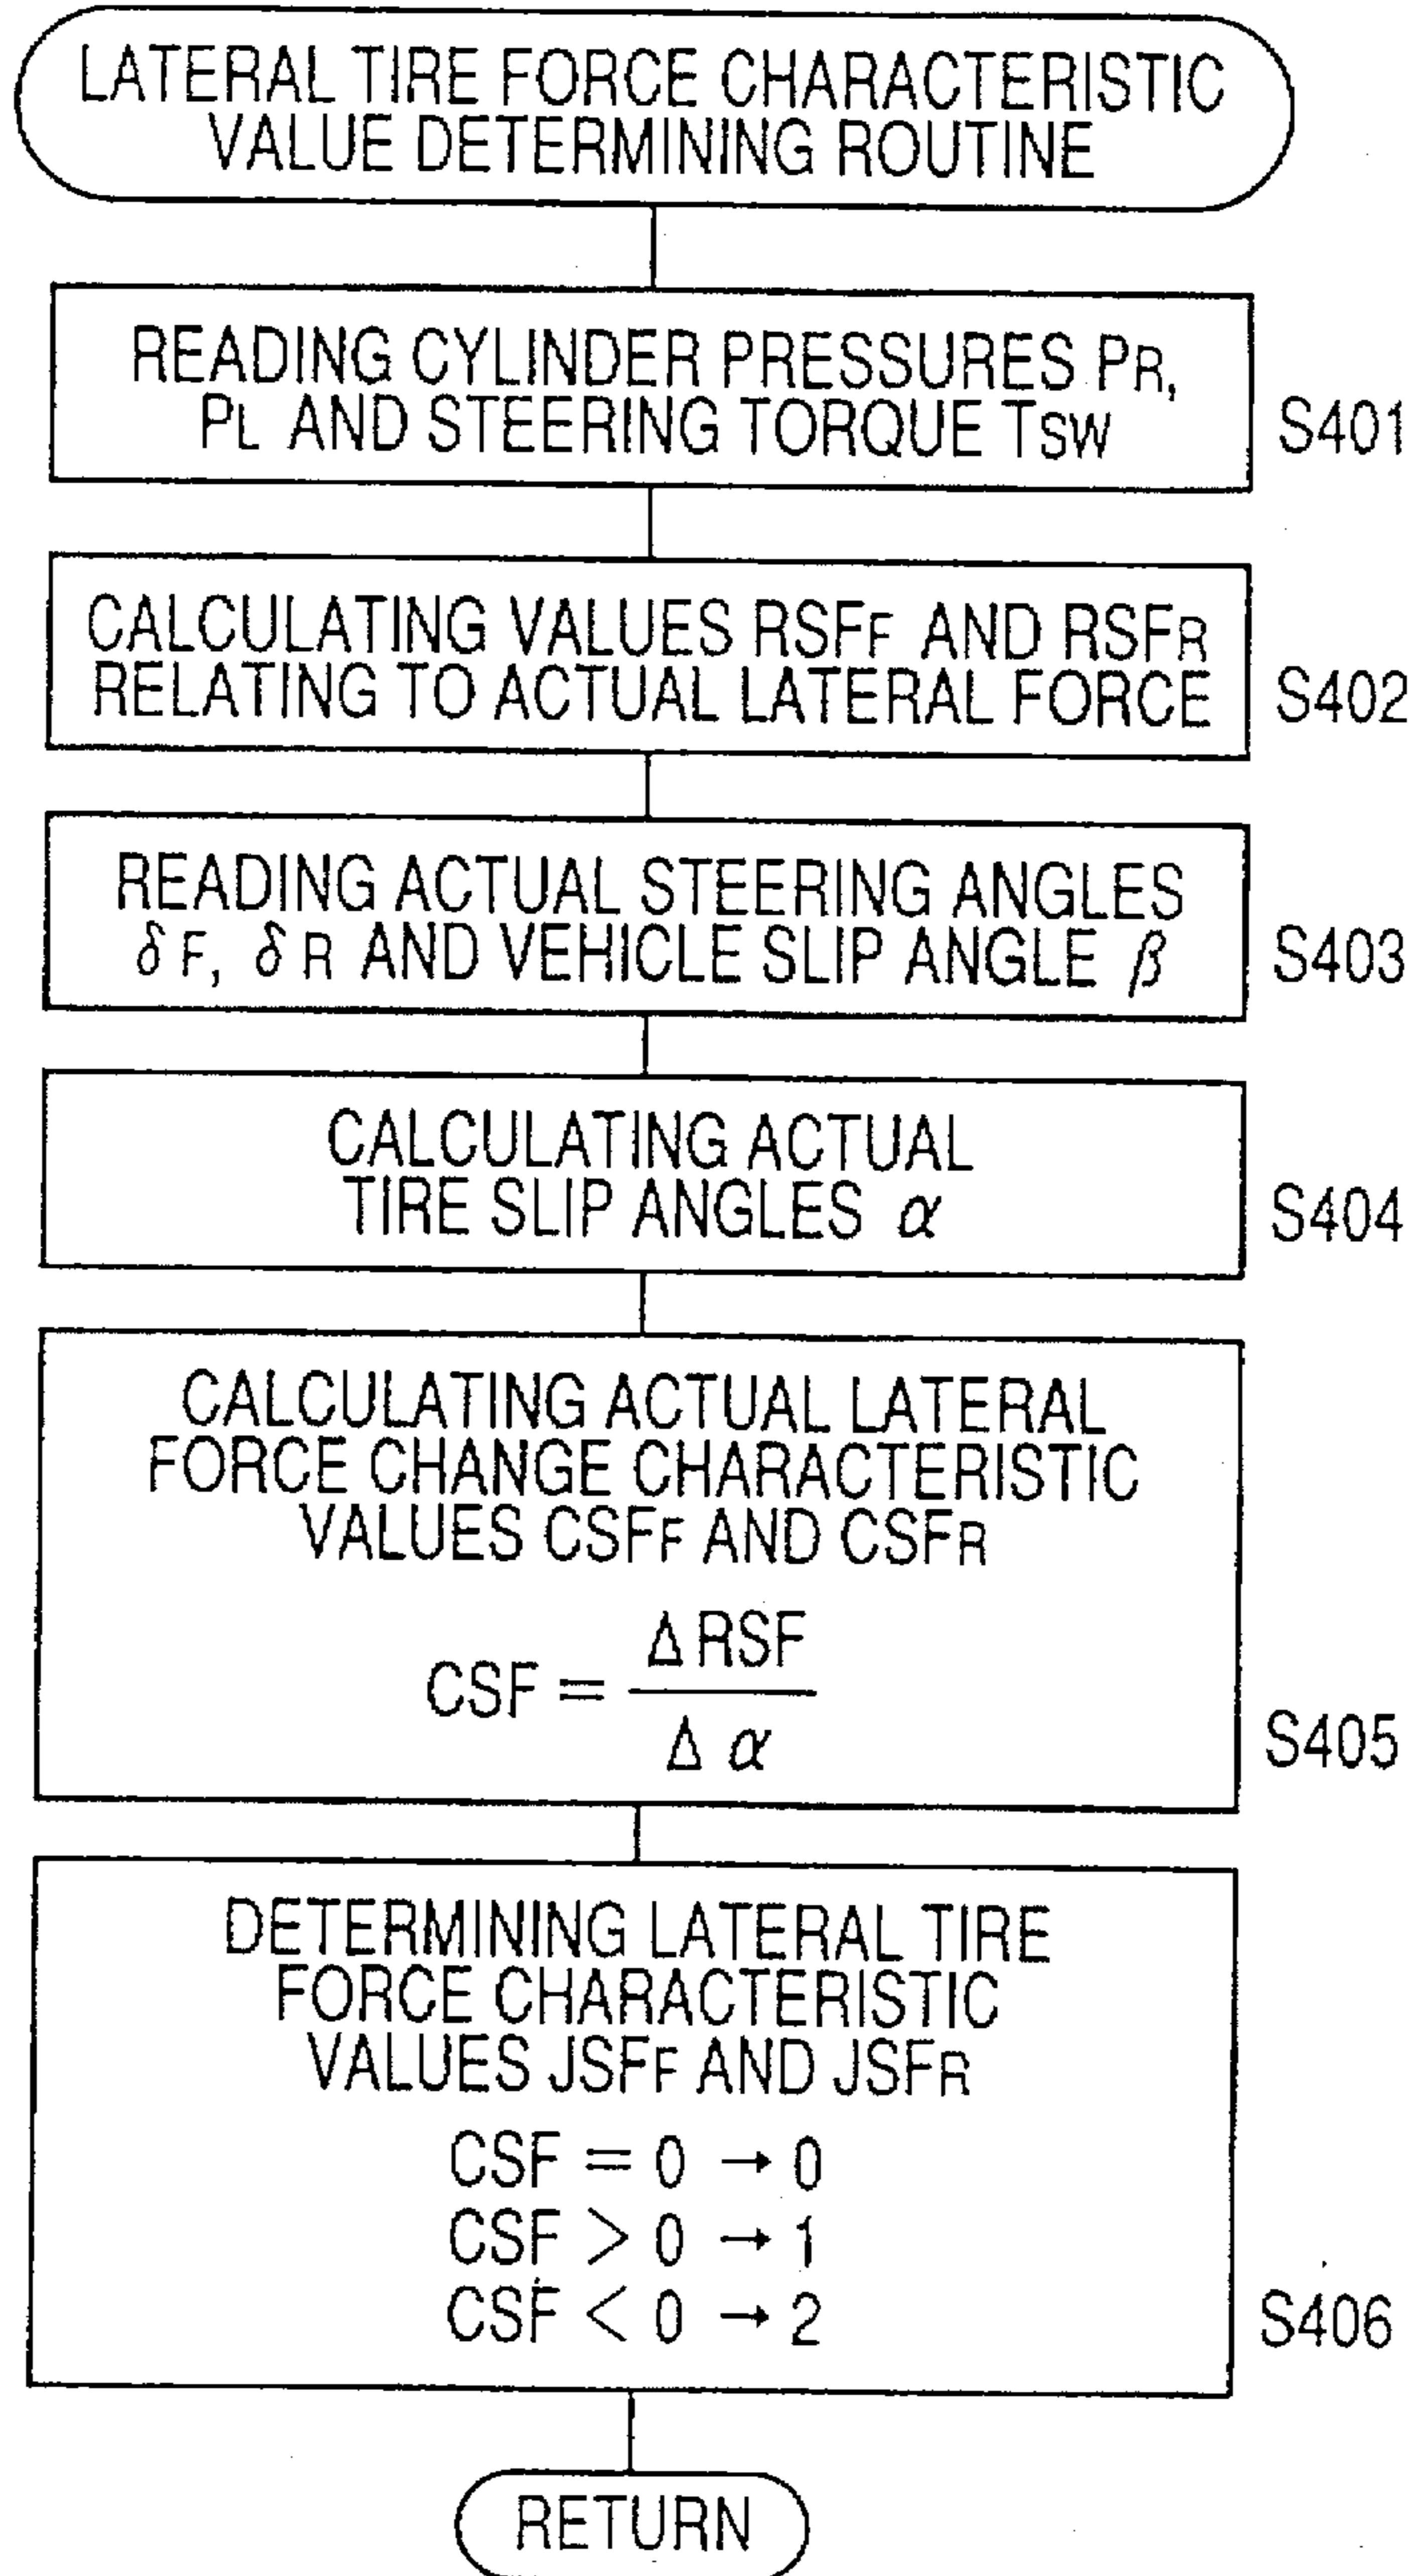 LATERAL TIRE FORCE CHARACTERISTIC
VALUE DETERMINING ROUTINE
READING CYLINDER PRESSURES PR,
PL AND STEERING TORQUE TSW
S401
CALCULATING VALUES RSFF AND RSFR
RELATING TO ACTUAL LATERAL FORCE
S402
READING ACTUAL STEERING ANGLES
δF, δR AND VEHICLE SLIP ANGLE β
S403
CALCULATING ACTUAL
TIRE SLIP ANGLES α
S404
CALCULATING ACTUAL LATERAL
FORCE CHANGE CHARACTERISTIC
VALUES CSFF AND CSFR
CSF = ΔRSF / Δα
S405
DETERMINING LATERAL TIRE
FORCE CHARACTERISTIC
VALUES JSFF AND JSFR
CSF = 0 → 0
CSF > 0 → 1
CSF < 0 → 2
S406
RETURN